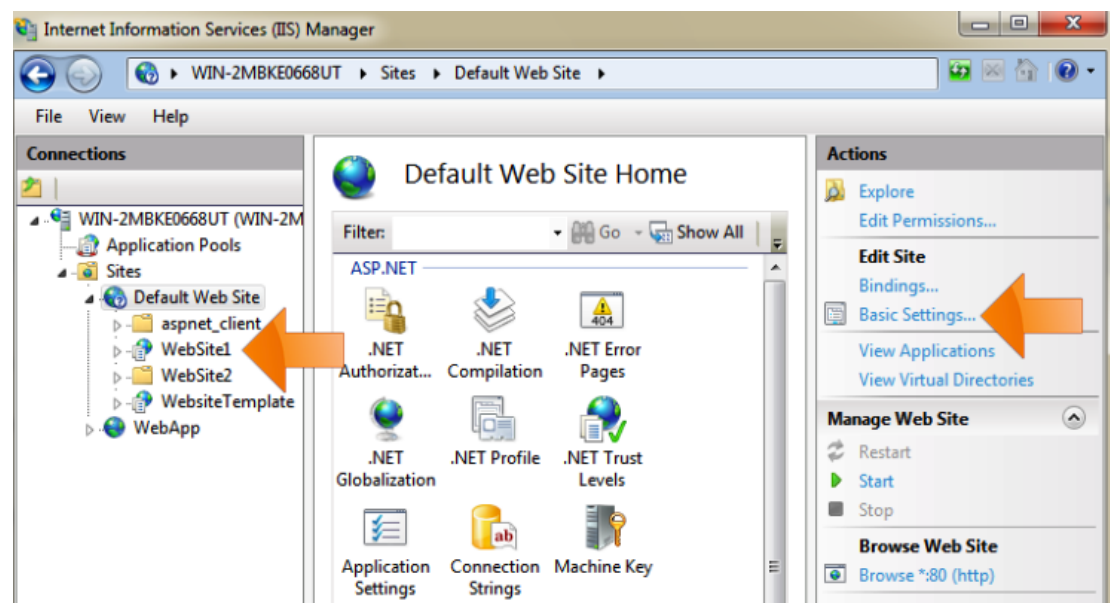 Internet Information Services (IIS) Manager
WIN-2MBKE0668UT Sites Default Web Site
File View Help
Connections
WIN-2MBKE0668UT (WIN-2M
Application Pools
Sites
Default Web Site
aspnet_client
WebSite1
WebSite2
WebsiteTemplate
WebApp
Default Web Site Home
Filter: Go Show All
ASP.NET
404
.NET
Authorizat...
.NET
Compilation
.NET Error
Pages
.NET
Globalization
.NET Profile
.NET Trust
Levels
ab
Application
Settings
Connection
Strings
Machine Key
Actions
Explore
Edit Permissions...
Edit Site
Bindings...
Basic Settings...
View Applications
View Virtual Directories
Manage Web Site
Restart
Start
Stop
Browse Web Site
Browse *:80 (http)